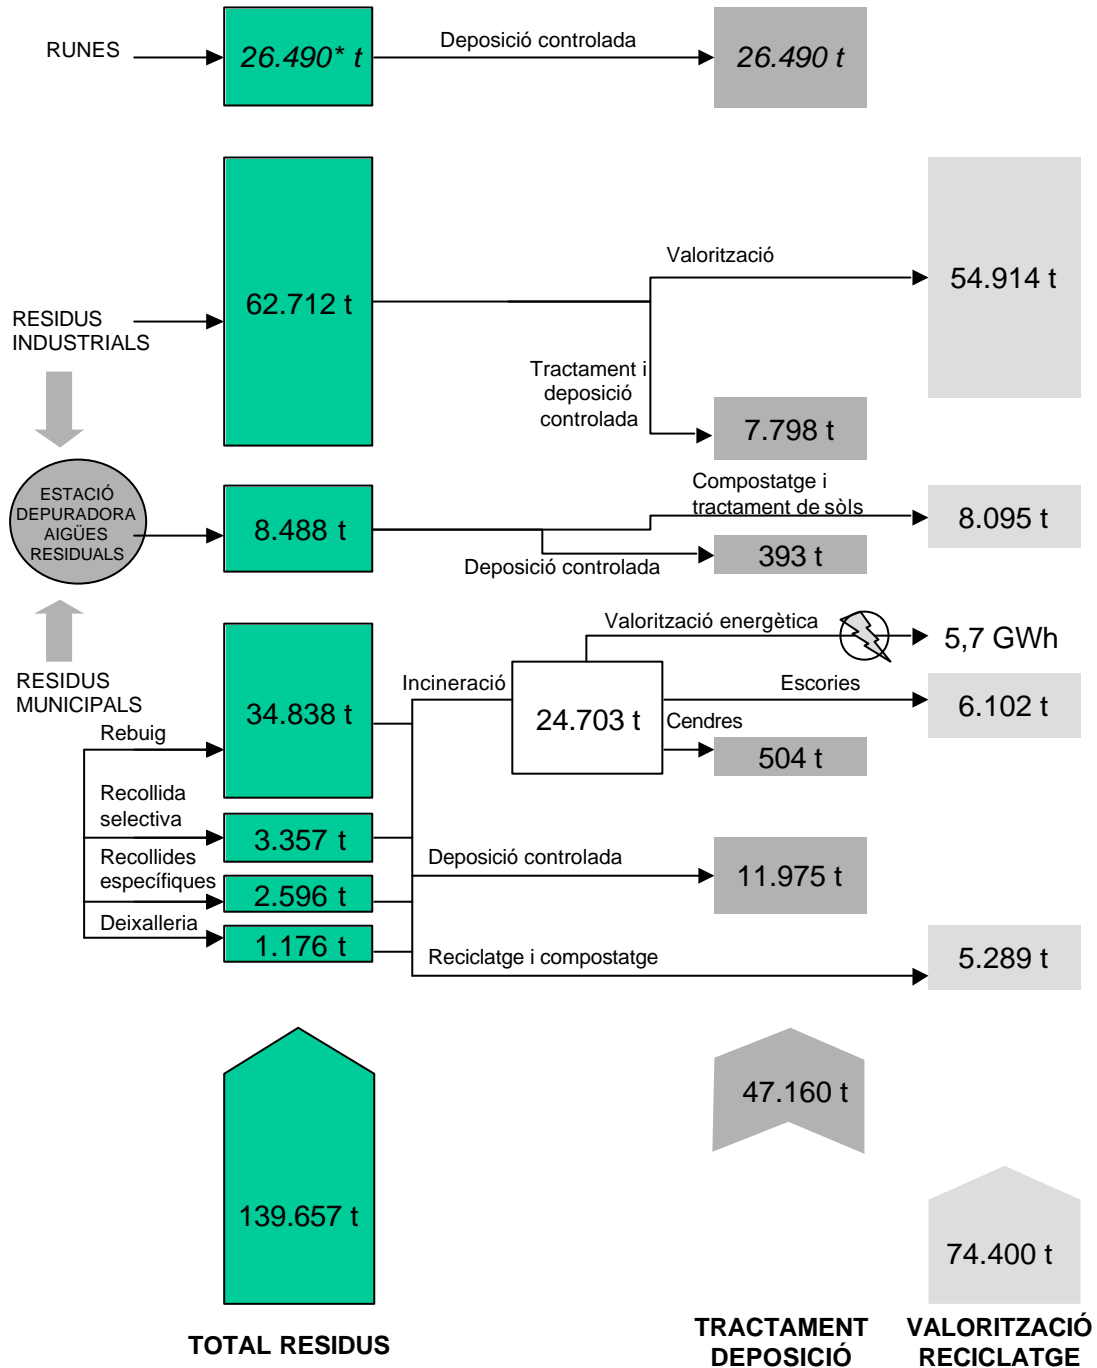 RUNES
26.490* t
Deposició controlada
26.490 t
RESIDUS
INDUSTRIALS
62.712 t
Valorització
54.914 t
Tractament i
deposició
controlada
7.798 t
ESTACIÓ
DEPURADORA
AIGÜES
RESIDUALS
8.488 t
Compostatge i
tractament de sòls
8.095 t
Deposició controlada
393 t
RESIDUS
MUNICIPALS
Rebuig
34.838 t
Incineració
24.703 t
Valorització energètica
5,7 GWh
Escories
6.102 t
Cendres
504 t
Recollida
selectiva
3.357 t
Recollides
específiques
2.596 t
Deixalleria
1.176 t
Deposició controlada
11.975 t
Reciclatge i compostatge
5.289 t
139.657 t
47.160 t
74.400 t
TOTAL RESIDUS
TRACTAMENT
DEPOSICIÓ
VALORITZACIÓ
RECICLATGE